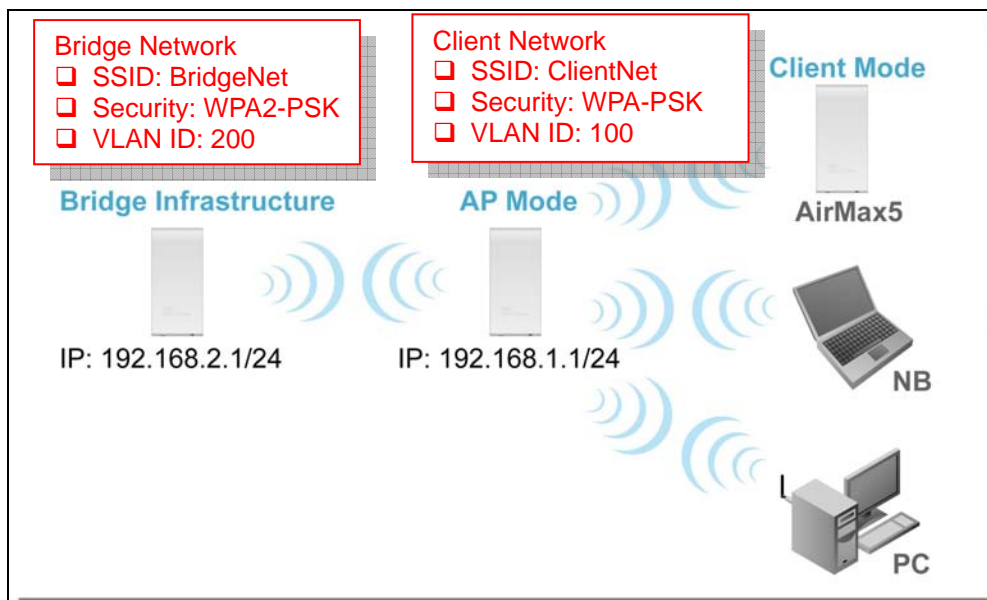 Bridge Network
❑ SSID: BridgeNet
❑ Security: WPA2-PSK
❑ VLAN ID: 200
Client Network
❑ SSID: ClientNet
❑ Security: WPA-PSK
❑ VLAN ID: 100
Client Mode
AirMax5
Bridge Infrastructure
AP Mode
IP: 192.168.2.1/24
IP: 192.168.1.1/24
NB
PC